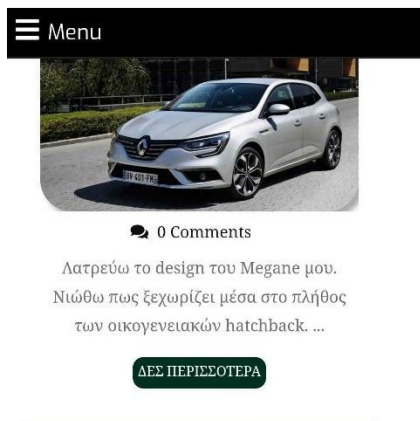 Menu
0 Comments
Λατρεύω το design του Megane μου.
Νιώθω πως ξεχωρίζει μέσα στο πλήθος
των οικογενειακών hatchback. ...
ΔΕΣ ΠΕΡΙΣΣΟΤΕΡΑ